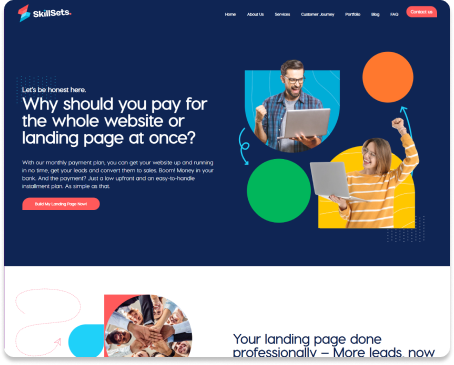 SkillSets.
Home About Us Services Customer Journey Portfolio Blog FAQ Contact us
Let's be honest here.
Why should you pay for
the whole website or
landing page at once?
With our monthly payment plan, you can get your website up and running
in no time, get your leads and convert them to sales. Boom! Money in your
bank. And the payment? Just a low upfront and an easy-to-handle
installment plan. As simple as that.
Build My Landing Page Now!
Your landing page done
professionally – More leads, now